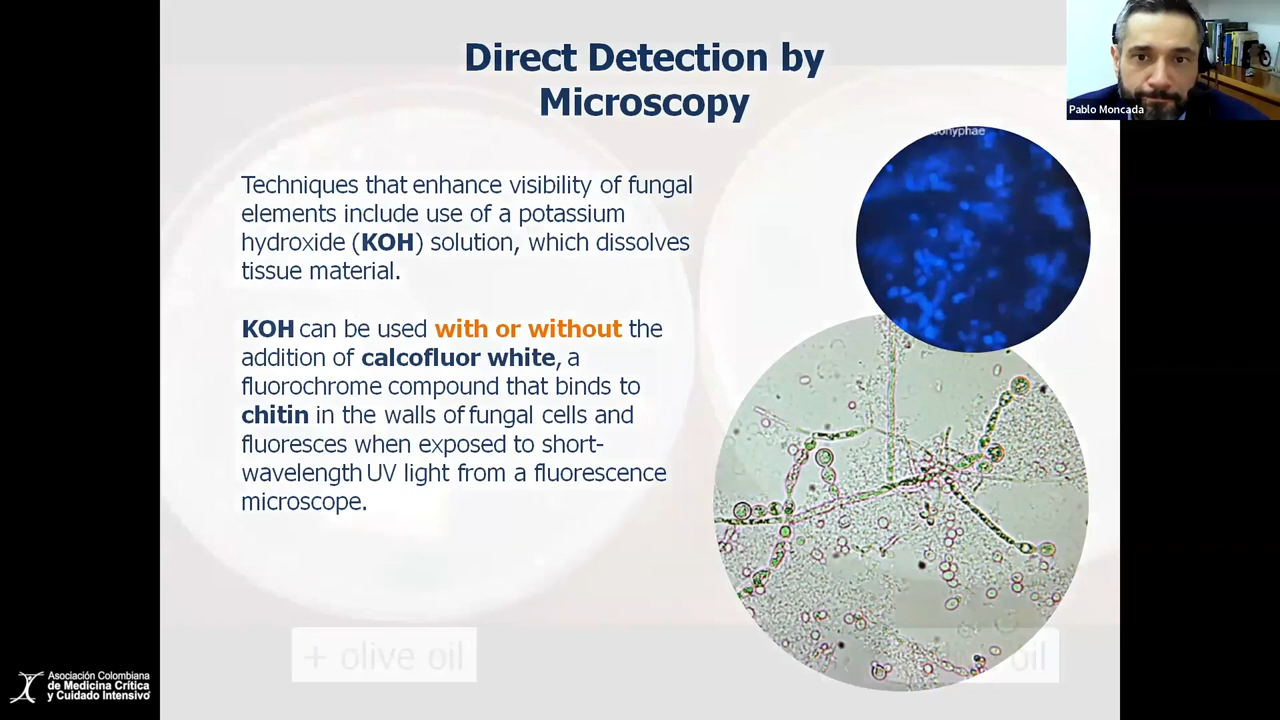 Direct Detection by
Microscopy
Pablo Moncada
Techniques that enhance visibility of fungal
elements include use of a potassium
hydroxide (KOH) solution, which dissolves
tissue material.
KOH can be used with or without the
addition of calcofluor white, a
fluorochrome compound that binds to
chitin in the walls of fungal cells and
fluoresces when exposed to short-
wavelength UV light from a fluorescence
microscope.
+ olive oil
oil
Asociación Colombiana
de Medicina Crítica
y Cuidado Intensivo